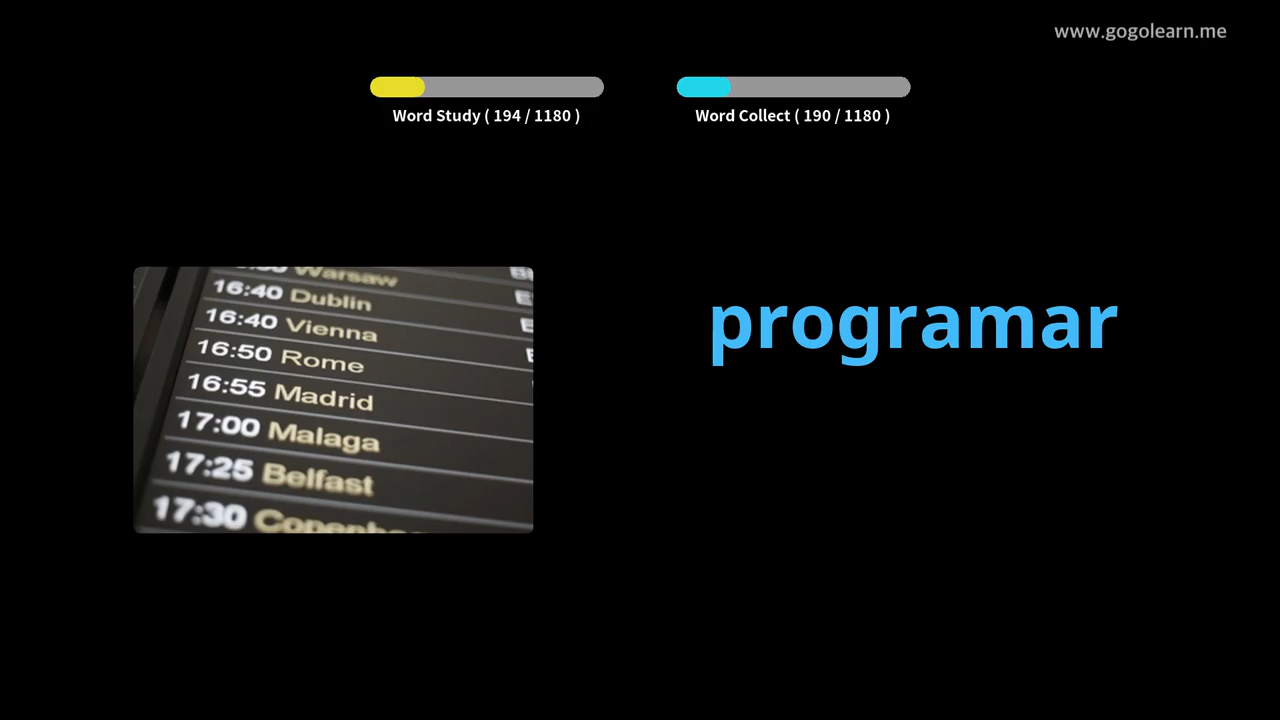 www.gogolearn.me
Word Study ( 194 / 1180 )
Word Collect ( 190 / 1180 )
Warsaw
16:40 Dublin
16:40 Vienna
16:50 Rome
16:55 Madrid
17:00 Malaga
17:25 Belfast
17:30
programar